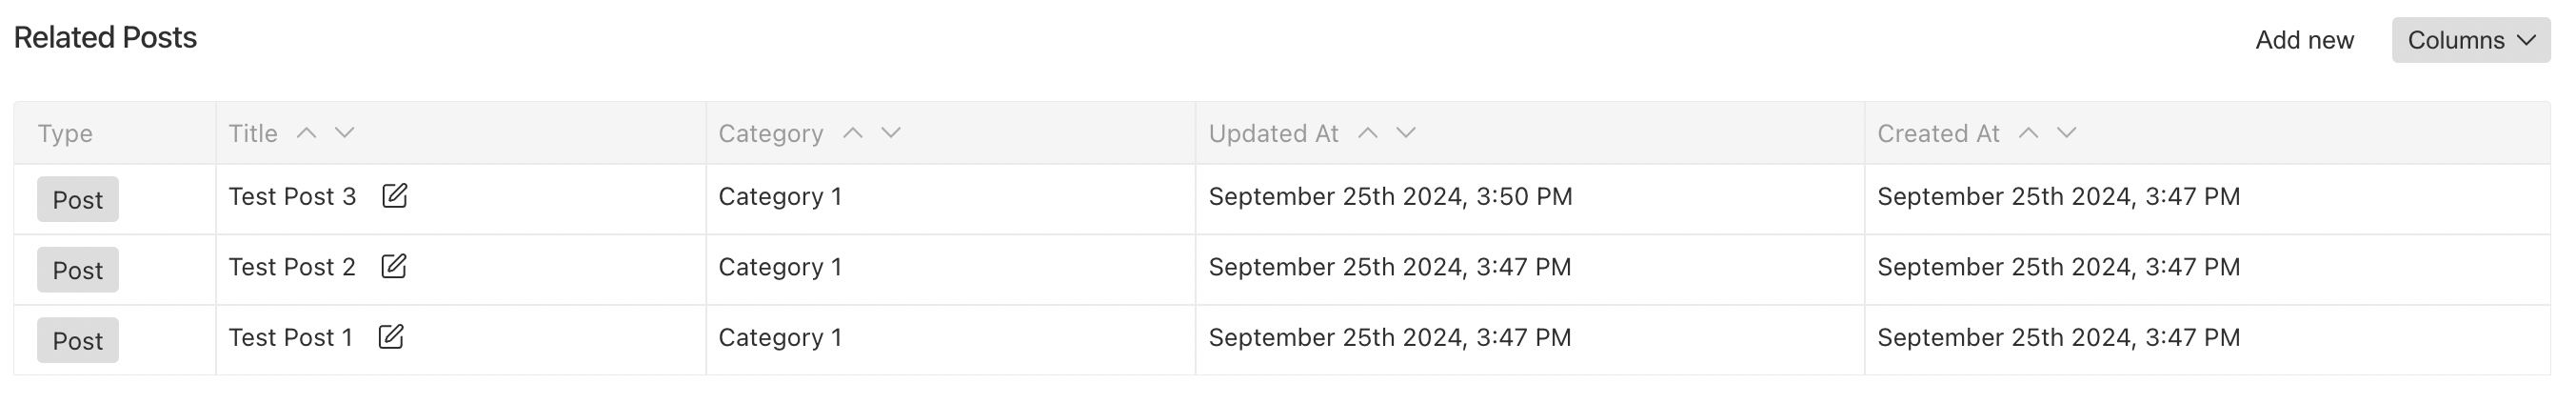 Related Posts
Add new Columns
Type Title Category Updated At Created At
Post Test Post 3 Category 1 September 25th 2024, 3:50 PM September 25th 2024, 3:47 PM
Post Test Post 2 Category 1 September 25th 2024, 3:47 PM September 25th 2024, 3:47 PM
Post Test Post 1 Category 1 September 25th 2024, 3:47 PM September 25th 2024, 3:47 PM